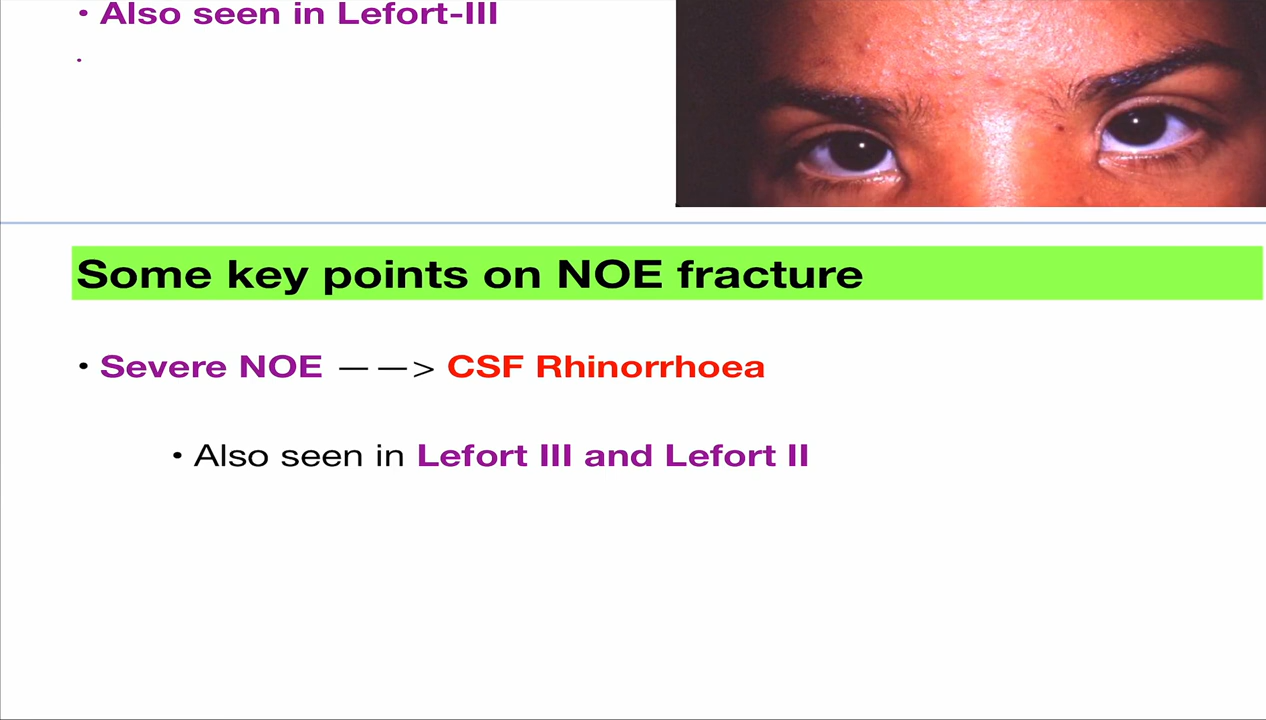 • Also seen in Lefort-III
•
Some key points on NOE fracture
• Severe NOE — —> CSF Rhinorrhoea
• Also seen in Lefort III and Lefort II